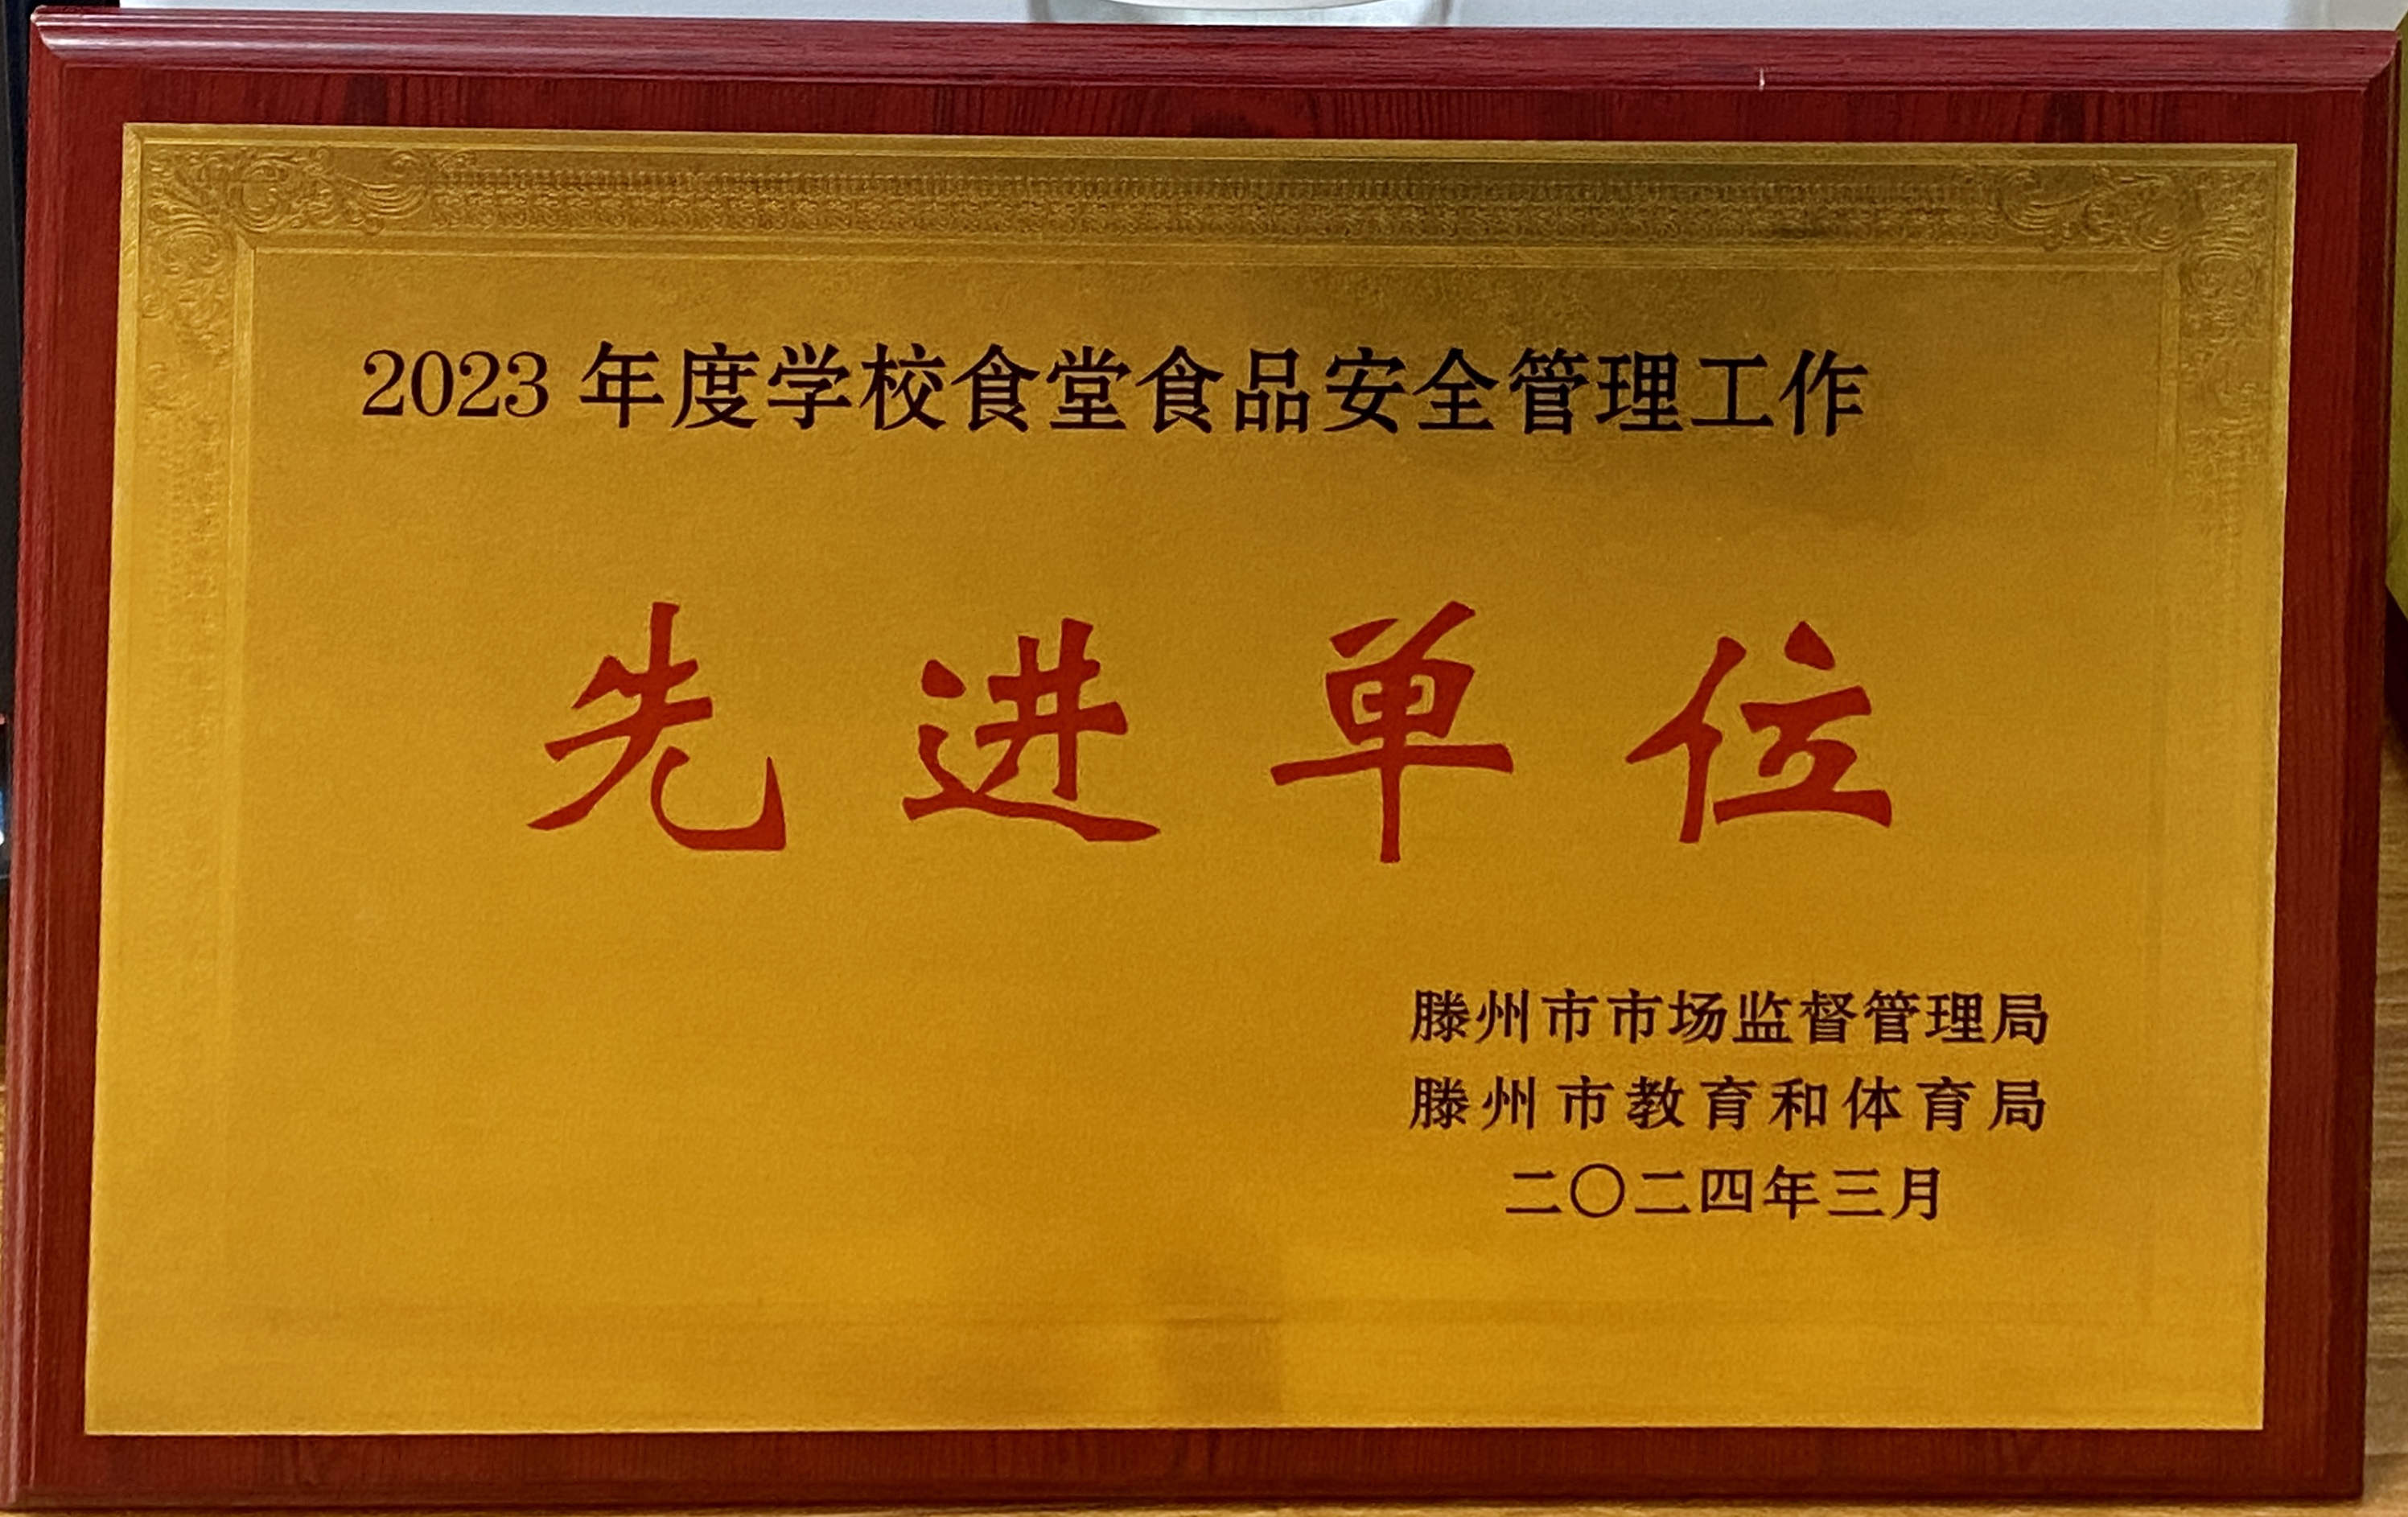 2023 年度学校食堂食品安全管理工作
先进单位
滕州市市场监督管理局
滕州市教育和体育局
二〇二四年三月